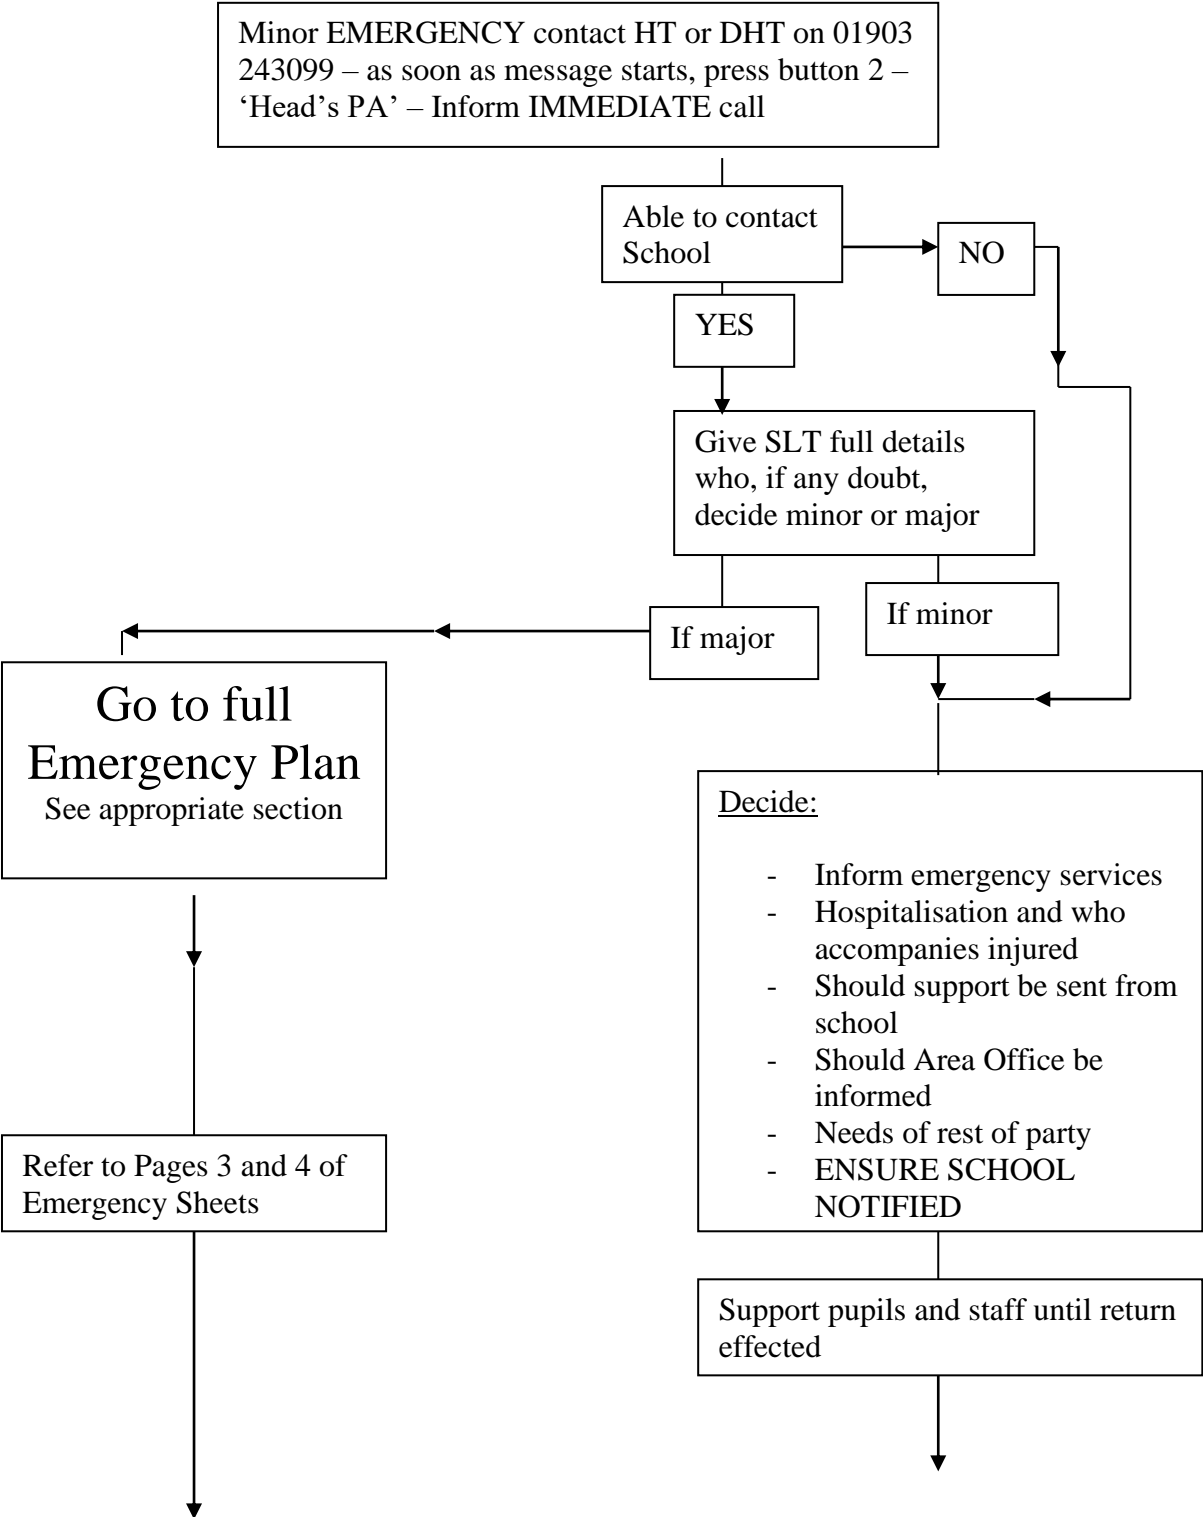 Minor EMERGENCY contact HT or DHT on 01903
243099 – as soon as message starts, press button 2 –
‘Head’s PA’ – Inform IMMEDIATE call
Able to contact
School
NO
YES
Give SLT full details
who, if any doubt,
decide minor or major
If minor
If major
Go to full
Emergency Plan
See appropriate section
Decide:
- Inform emergency services
- Hospitalisation and who
accompanies injured
- Should support be sent from
school
- Should Area Office be
informed
- Needs of rest of party
- ENSURE SCHOOL
NOTIFIED
Refer to Pages 3 and 4 of
Emergency Sheets
Support pupils and staff until return
effected